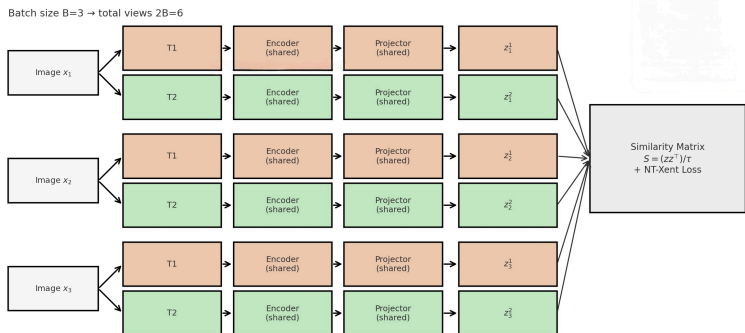 Batch size B=3 → total views 2B=6
Image x₁
T1
Encoder
(shared)
Projector
(shared)
z₁¹
T2
Encoder
(shared)
Projector
(shared)
z₁²
Image x₂
T1
Encoder
(shared)
Projector
(shared)
z₂¹
T2
Encoder
(shared)
Projector
(shared)
z₂²
Image x₃
T1
Encoder
(shared)
Projector
(shared)
z₃¹
T2
Encoder
(shared)
Projector
(shared)
z₃²
Similarity Matrix
S = (zz⊤)/τ
+ NT-Xent Loss